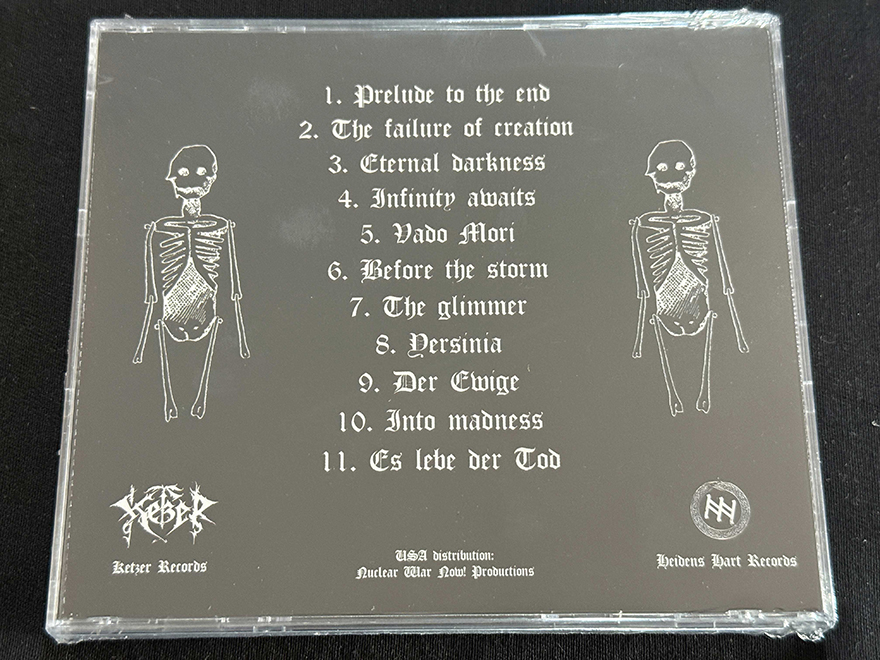 1. Prelude to the end
2. The failure of creation
3. Eternal darkness
4. Infinity awaits
5. Vado Mori
6. Before the storm
7. The glimmer
8. Yersinia
9. Der Ewige
10. Into madness
11. Es lebe der Tod
Ketzer
HH
Ketzer Records
USA distribution:
Nuclear War Now! Productions
Heidens Hart Records